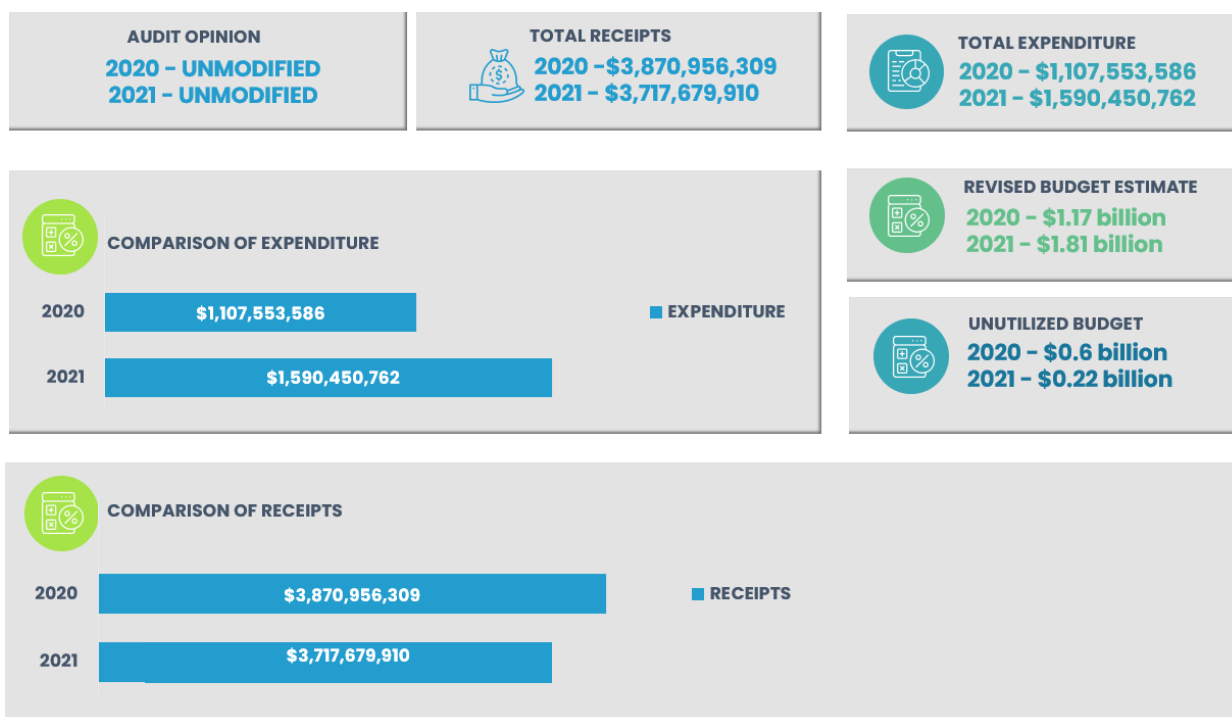 AUDIT OPINION
2020 - UNMODIFIED
2021 - UNMODIFIED
TOTAL RECEIPTS
2020 -$3,870,956,309
2021 - $3,717,679,910
TOTAL EXPENDITURE
2020 - $1,107,553,586
2021 - $1,590,450,762
COMPARISON OF EXPENDITURE
2020
$1,107,553,586
EXPENDITURE
2021
$1,590,450,762
REVISED BUDGET ESTIMATE
2020 - $1.17 billion
2021 - $1.81 billion
UNUTILIZED BUDGET
2020 - $0.6 billion
2021 - $0.22 billion
COMPARISON OF RECEIPTS
2020
$3,870,956,309
RECEIPTS
2021
$3,717,679,910